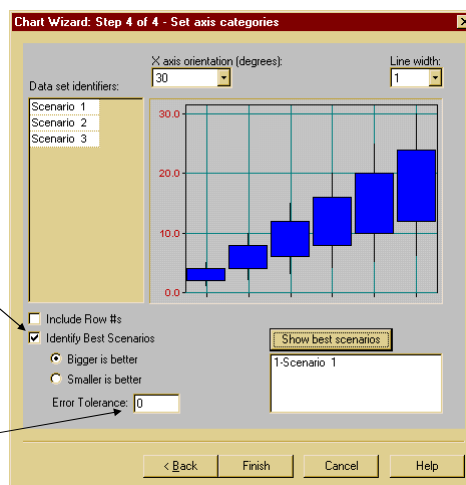 Chart Wizard: Step 4 of 4 - Set axis categories
X axis orientation (degrees):
Line width:
30
1
Data set identifiers:
Scenario 1
Scenario 2
Scenario 3
30.0
20.0
10.0
0.0
Include Row #s
Identify Best Scenarios
Show best scenarios
Bigger is better
1-Scenario 1
Smaller is better
Error Tolerance: 0
< Back
Finish
Cancel
Help